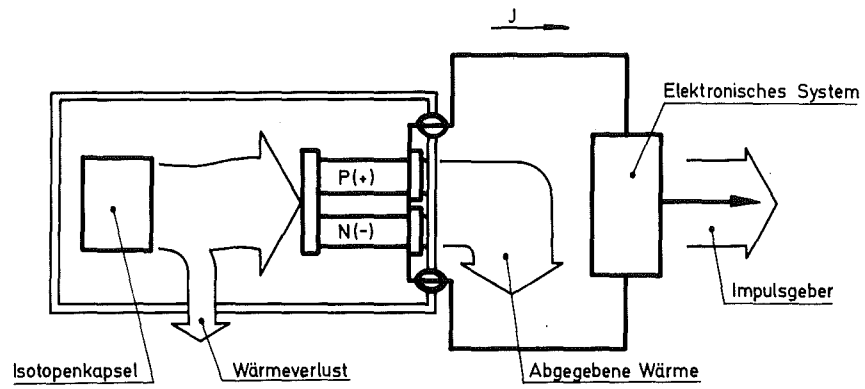 J
Elektronisches System
P(+)
N(-)
Impulsgeber
Isotopenkapsel
Wärmeverlust
Abgegebene Wärme